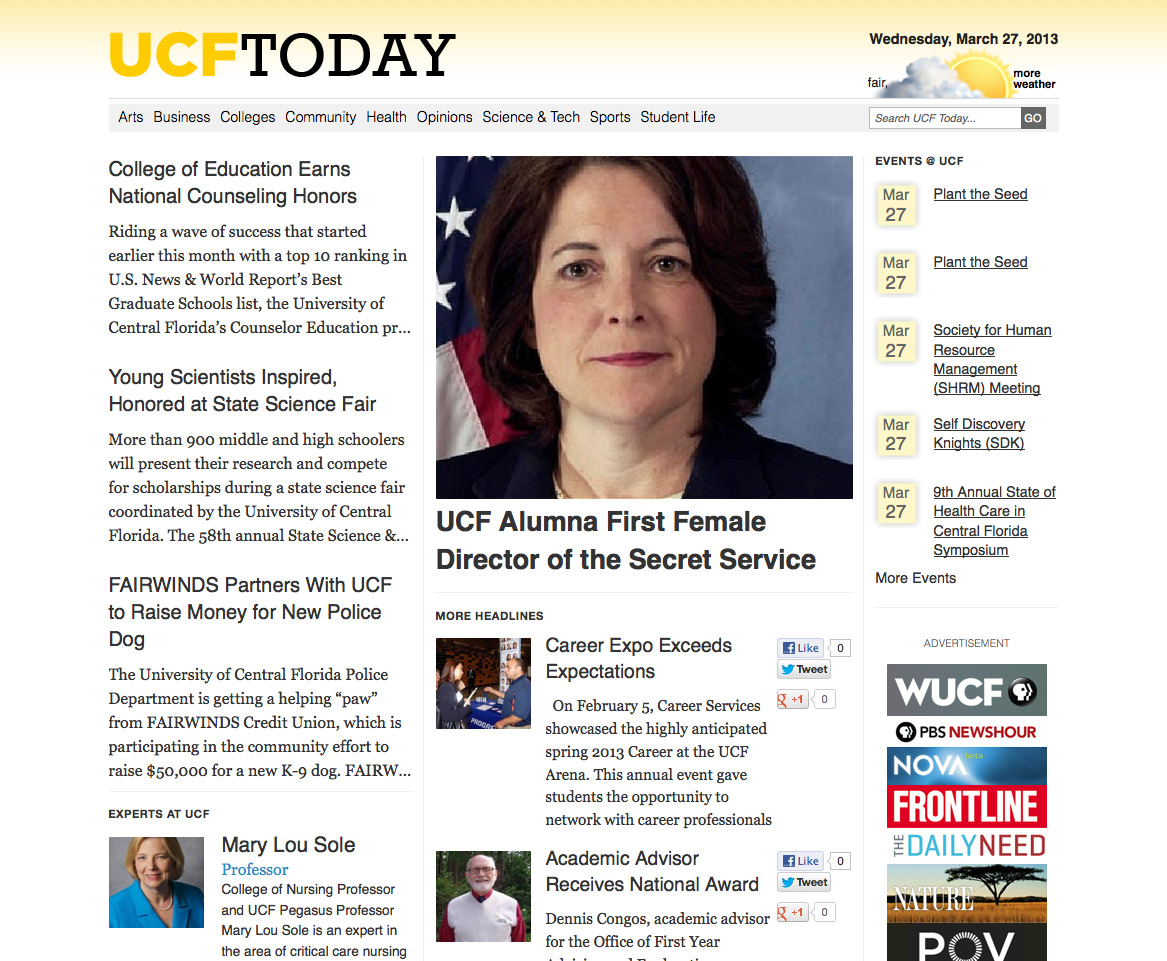 UCFTODAY
Wednesday, March 27, 2013
fair,
more
weather
Arts Business Colleges Community Health Opinions Science & Tech Sports Student Life
Search UCF Today...
GO
College of Education Earns
National Counseling Honors
Riding a wave of success that started
earlier this month with a top 10 ranking in
U.S. News & World Report’s Best
Graduate Schools list, the University of
Central Florida’s Counselor Education pr...
Young Scientists Inspired,
Honored at State Science Fair
More than 900 middle and high schoolers
will present their research and compete
for scholarships during a state science fair
coordinated by the University of Central
Florida. The 58th annual State Science &...
FAIRWINDS Partners With UCF
to Raise Money for New Police
Dog
The University of Central Florida Police
Department is getting a helping “paw”
from FAIRWINDS Credit Union, which is
participating in the community effort to
raise $50,000 for a new K-9 dog. FAIRW...
EXPERTS AT UCF
Mary Lou Sole
Professor
College of Nursing Professor
and UCF Pegasus Professor
Mary Lou Sole is an expert in
the area of critical care nursing
UCF Alumna First Female
Director of the Secret Service
MORE HEADLINES
PROGRE
Career Expo Exceeds
Expectations
On February 5, Career Services
showcased the highly anticipated
spring 2013 Career at the UCF
Arena. This annual event gave
students the opportunity to
network with career professionals
Like 0
Tweet
+1 0
Academic Advisor
Receives National Award
Dennis Congos, academic advisor
for the Office of First Year
Like 0
Tweet
+1 0
EVENTS @ UCF
Mar
27
Plant the Seed
Mar
27
Plant the Seed
Mar
27
Society for Human
Resource
Management
(SHRM) Meeting
Mar
27
Self Discovery
Knights (SDK)
Mar
27
9th Annual State of
Health Care in
Central Florida
Symposium
More Events
ADVERTISEMENT
WUCF
PBS NEWSHOUR
NOVA beta
FRONTLINE
THE DAILY NEED
NATURE
POV